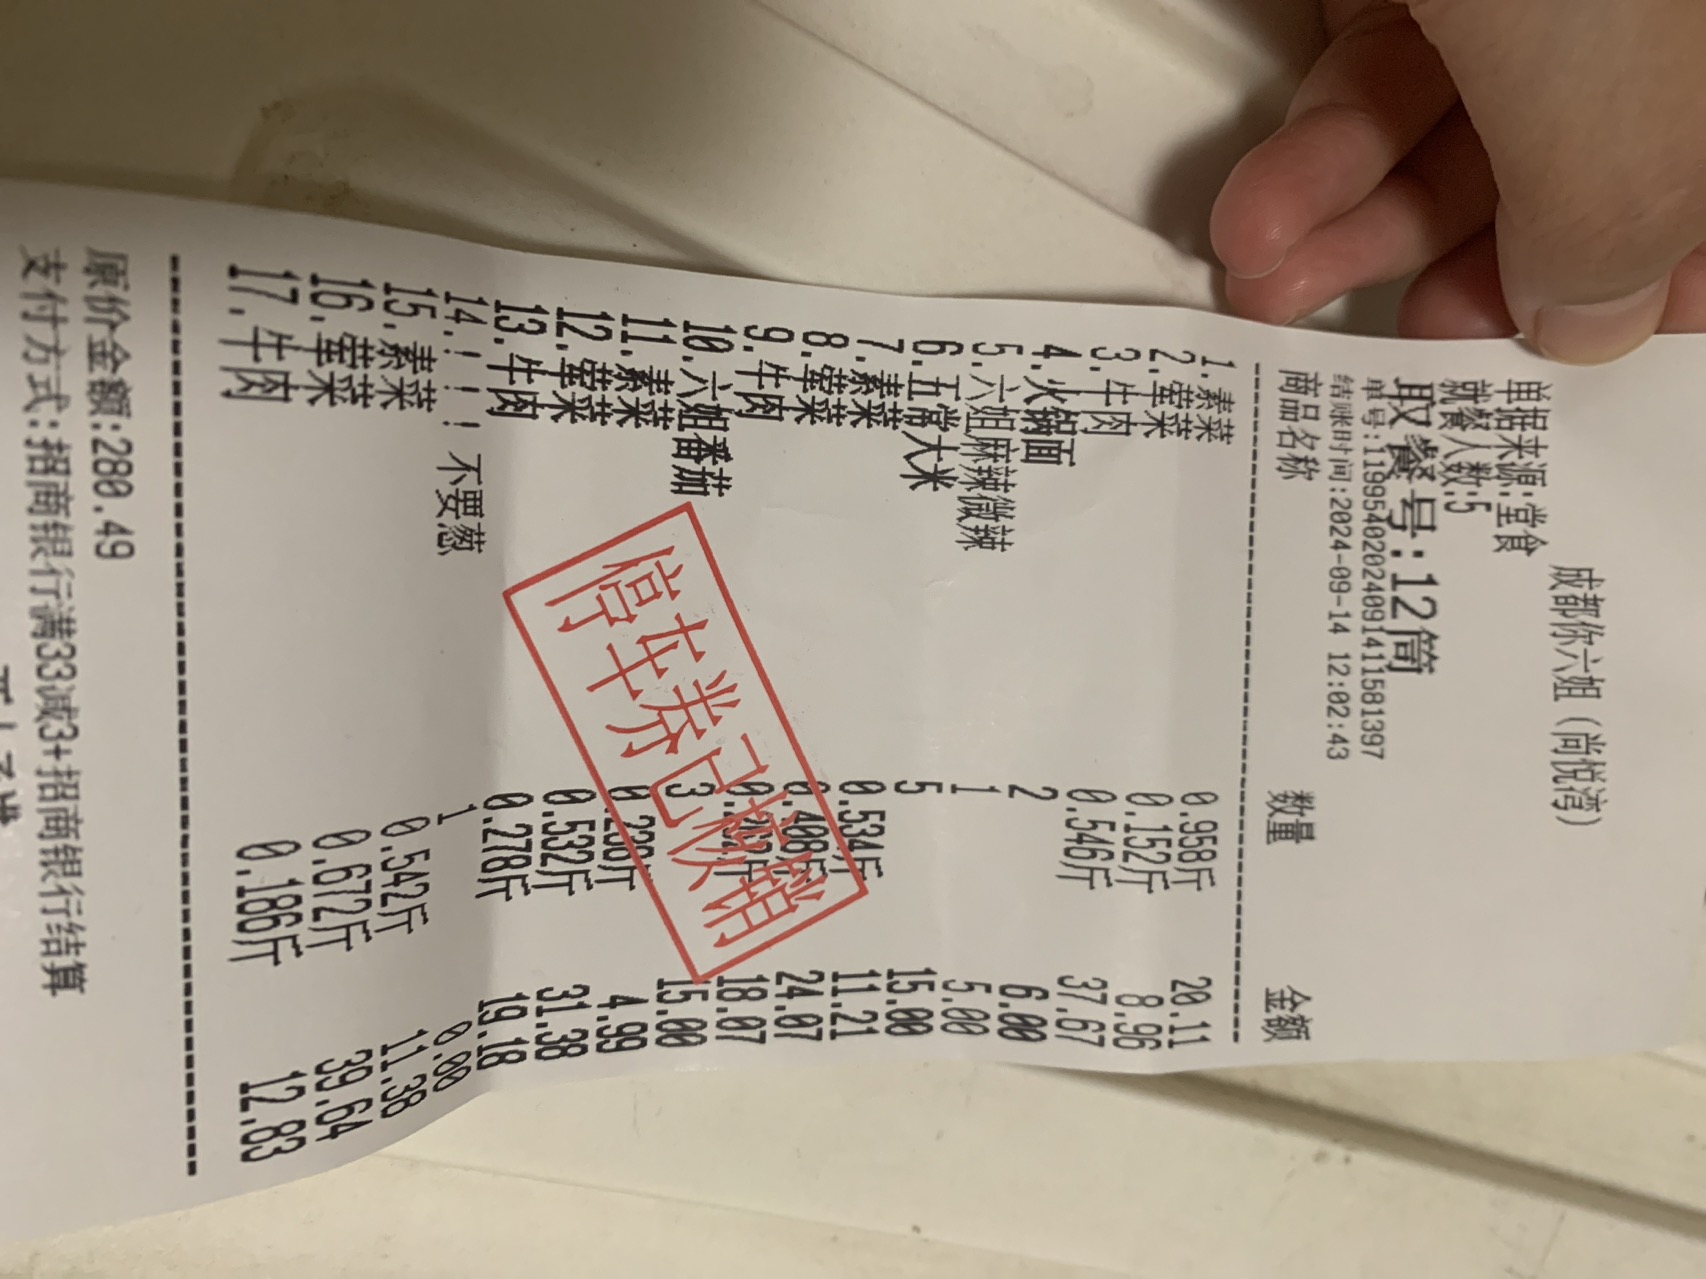 成都你六姐(尚悦湾)
单据来源:堂食
就餐人数:5
取餐号:12筒
单号:11995402024091411581397
结账时间:2024-09-14 12:02:43
商品名称 数量 金额
1.素菜 0.958斤 20.11
2.荤菜 0.152斤 8.96
3.牛肉 0.546斤 37.67
4.火锅面 2 6.00
5.六姐麻辣微辣 1 5.00
6.五常大米 5 15.00
7.素菜 0.534斤 11.21
8.荤菜 0.408斤 24.07
9.牛肉 18.07
10.六姐番茄 3 15.00
11.素菜 0.238斤 4.99
12.荤菜 0.532斤 31.38
13.牛肉 0.278斤 19.18
14.!!!!不要葱 1 0.00
15.素菜 0.542斤 11.38
16.荤菜 0.672斤 39.64
17.牛肉 0.186斤 12.83
停车券已核销
原价金额:280.49
支付方式:招商银行满33减3+招商银行结算